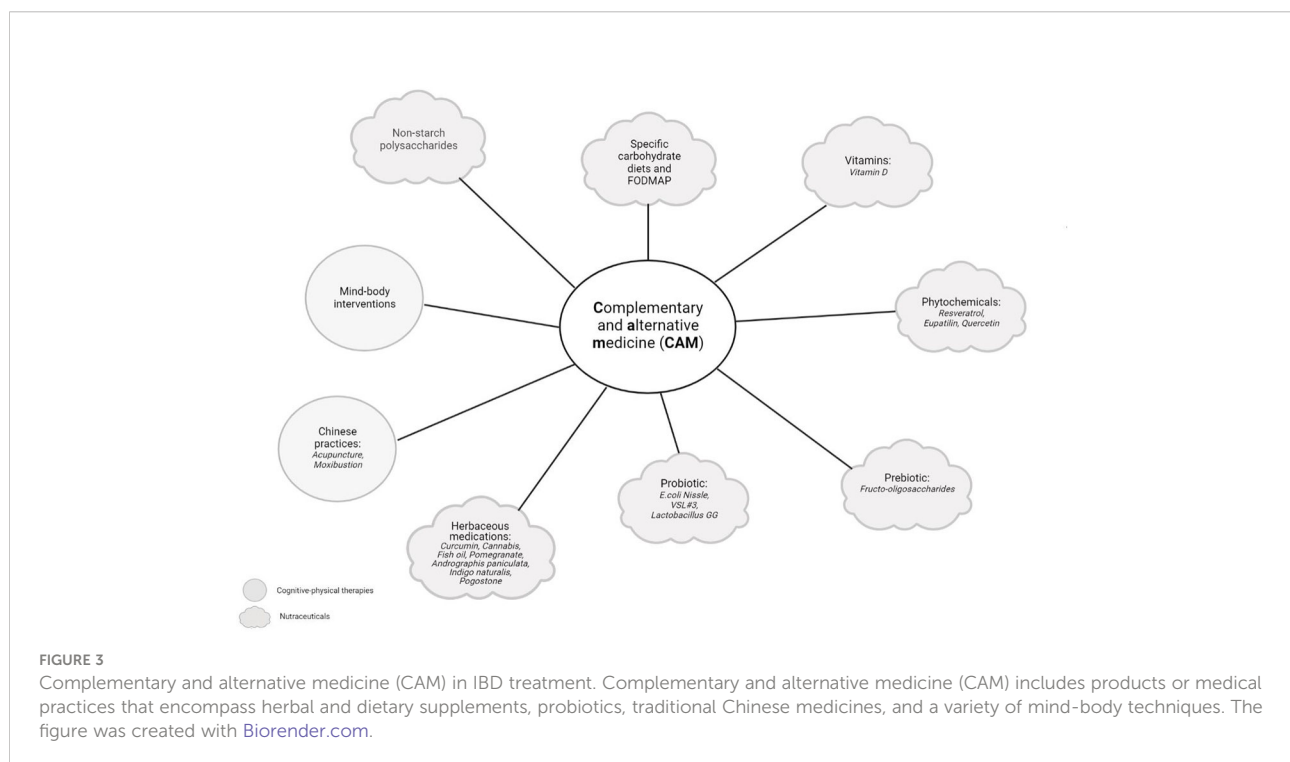 Non-starch
polysaccharides
Specific
carbohydrate
diets and
FODMAP
Vitamins:
Vitamin D
Mind-body
interventions
Complementary
and alternative
medicine (CAM)
Phytochemicals:
Resveratrol,
Eupatilin, Quercetin
Chinese
practices:
Acupuncture,
Moxibustion
Herbaceous
medications:
Curcumin, Cannabis,
Fish oil, Pomegranate,
Andrographis paniculata,
Indigo naturalis,
Pogostone
Probiotic:
E.coli Nissle,
VSL#3,
Lactobacillus GG
Prebiotic:
Fructo-oligosaccharides
Cognitive-physical therapies
Nutraceuticals
FIGURE 3
Complementary and alternative medicine (CAM) in IBD treatment. Complementary and alternative medicine (CAM) includes products or medical
practices that encompass herbal and dietary supplements, probiotics, traditional Chinese medicines, and a variety of mind-body techniques. The
figure was created with Biorender.com.